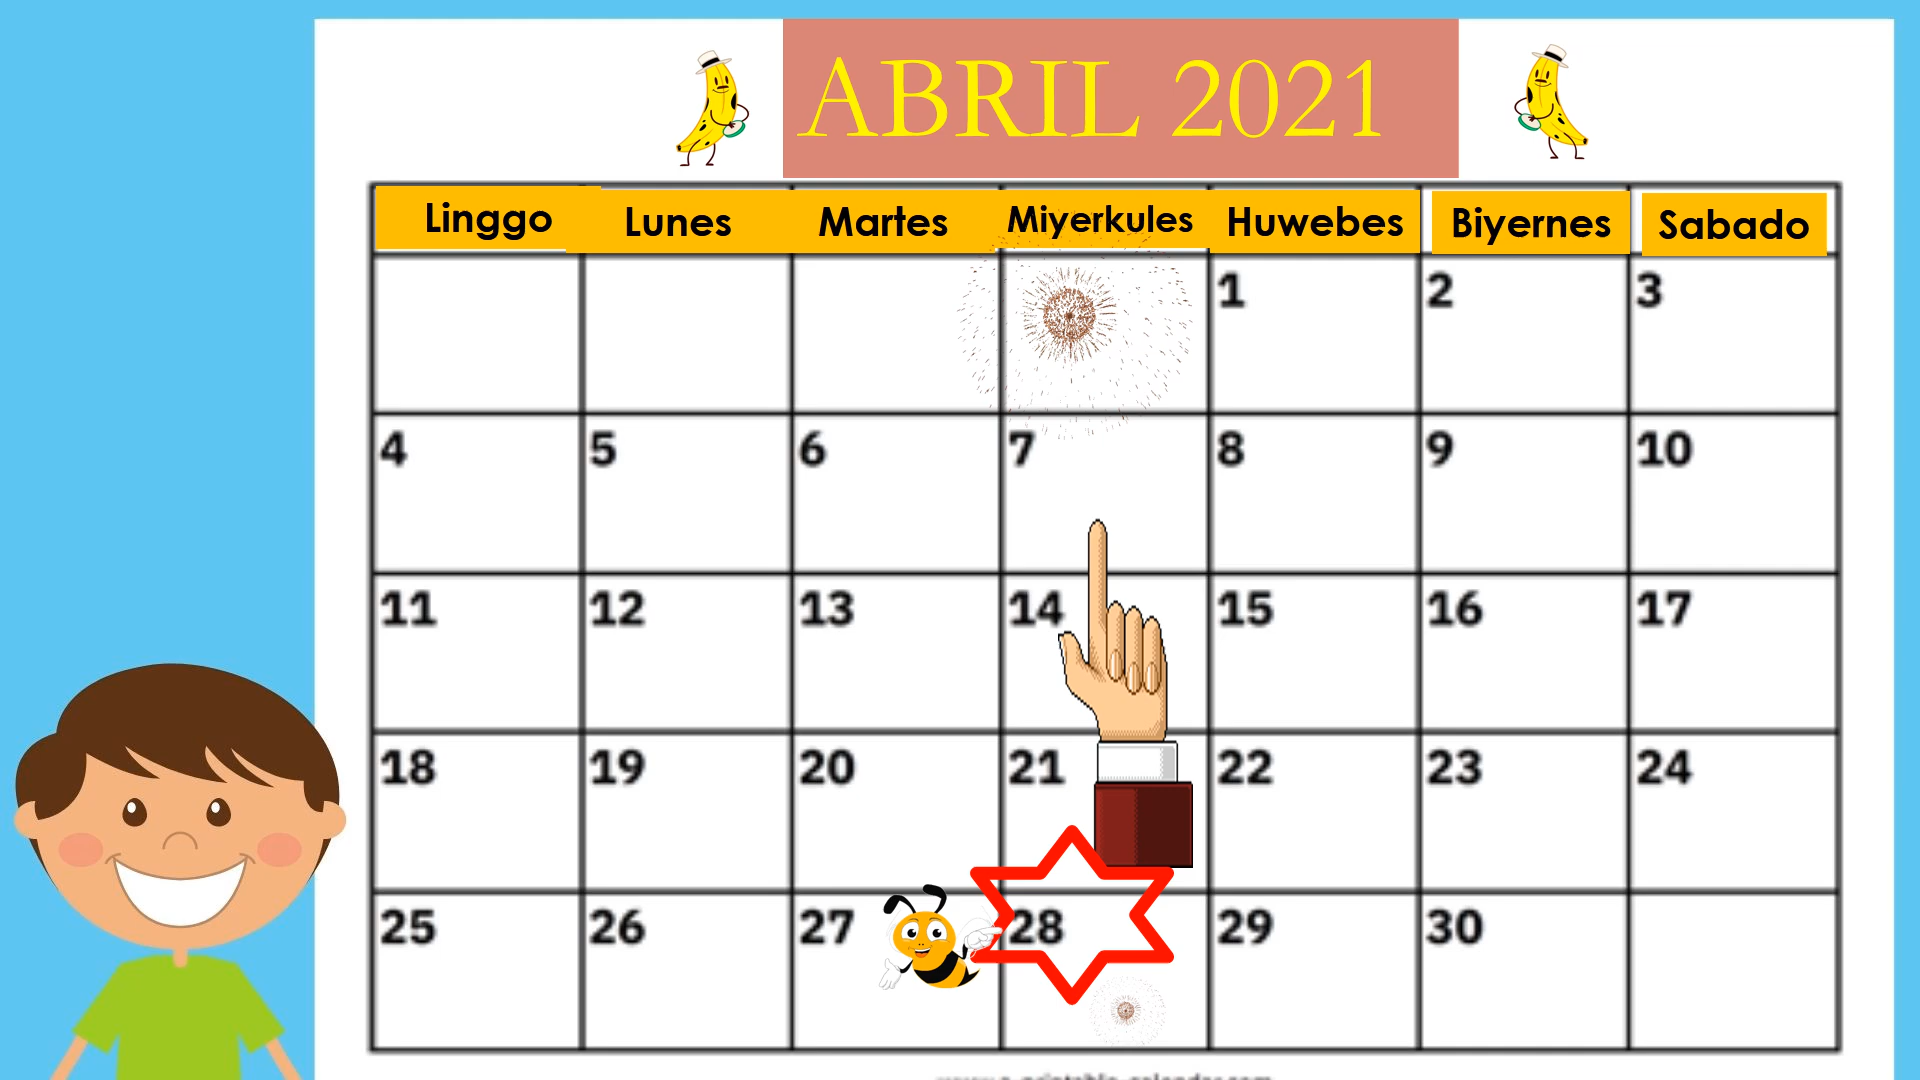 ABRIL 2021
Linggo Lunes Martes Miyerkules Huwebes Biyernes Sabado
1 2 3
4 5 6 7 8 9 10
11 12 13 14 15 16 17
18 19 20 21 22 23 24
25 26 27 28 29 30